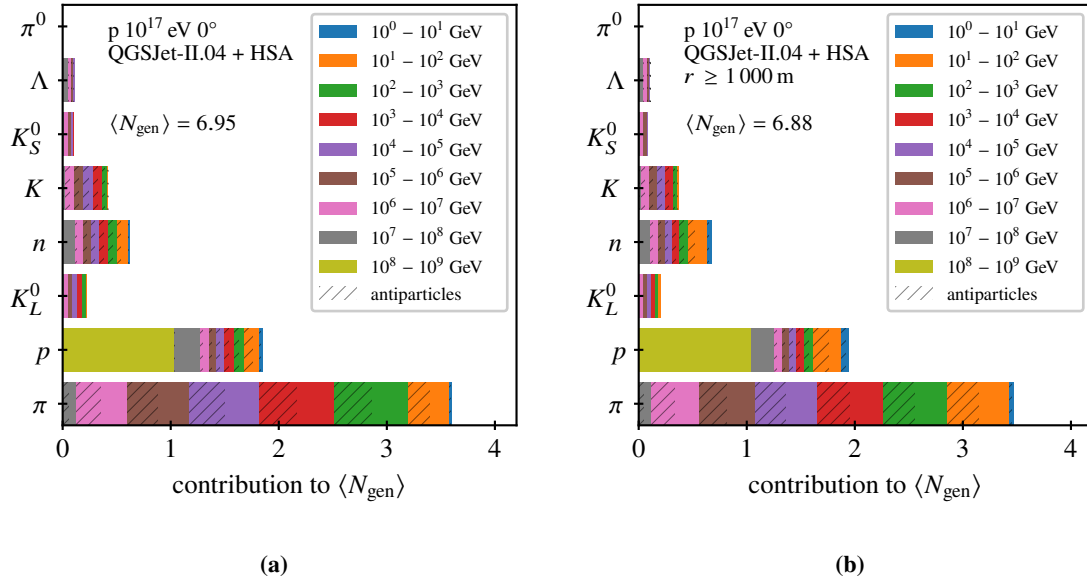 π⁰
Λ
K⁰_S
K
n
K⁰_L
p
π
p 10¹⁷ eV 0°
QGSJet-II.04 + HSA
⟨N_gen⟩ = 6.95
10⁰ – 10¹ GeV
10¹ – 10² GeV
10² – 10³ GeV
10³ – 10⁴ GeV
10⁴ – 10⁵ GeV
10⁵ – 10⁶ GeV
10⁶ – 10⁷ GeV
10⁷ – 10⁸ GeV
10⁸ – 10⁹ GeV
antiparticles
0 1 2 3 4
contribution to ⟨N_gen⟩
(a)
π⁰
Λ
K⁰_S
K
n
K⁰_L
p
π
p 10¹⁷ eV 0°
QGSJet-II.04 + HSA
r ≥ 1 000 m
⟨N_gen⟩ = 6.88
10⁰ – 10¹ GeV
10¹ – 10² GeV
10² – 10³ GeV
10³ – 10⁴ GeV
10⁴ – 10⁵ GeV
10⁵ – 10⁶ GeV
10⁶ – 10⁷ GeV
10⁷ – 10⁸ GeV
10⁸ – 10⁹ GeV
antiparticles
0 1 2 3 4
contribution to ⟨N_gen⟩
(b)